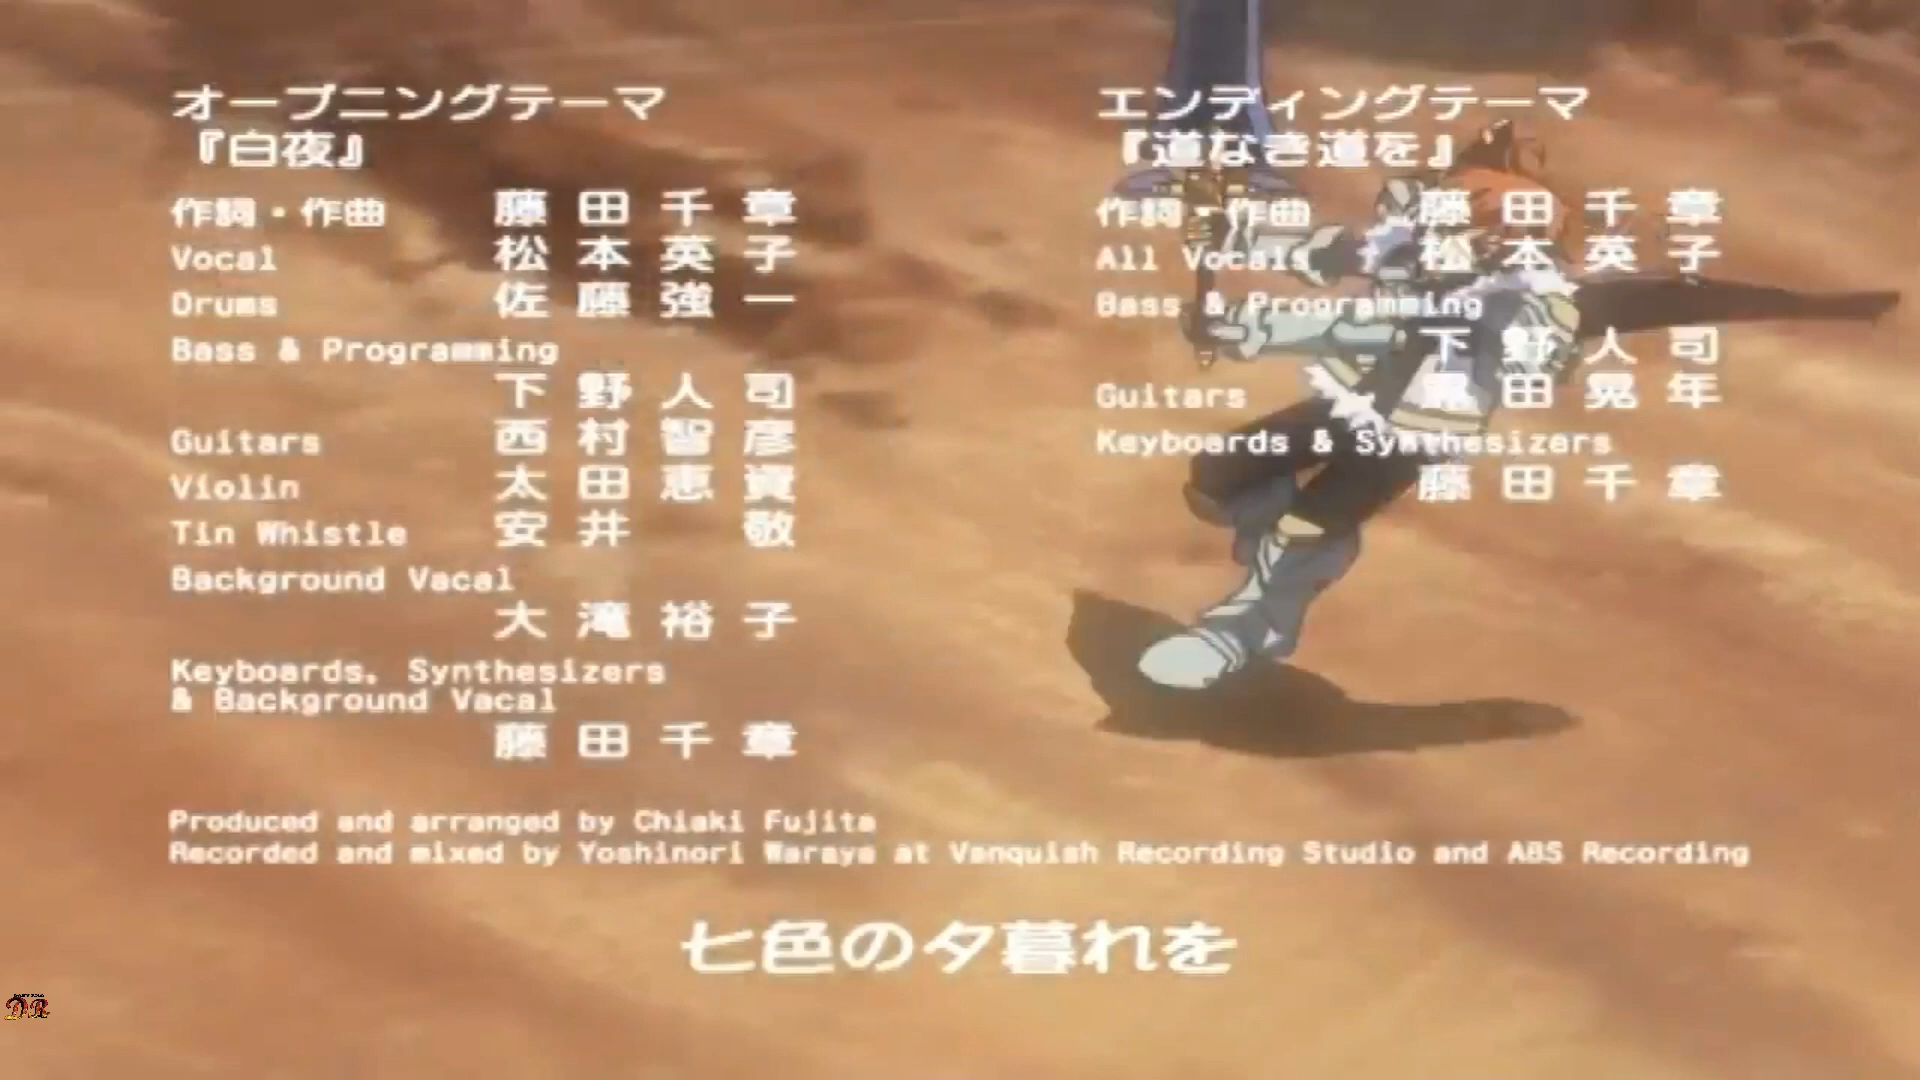 オープニングテーマ
『白夜』
作詞・作曲 藤田千章
Vocal 松本英子
Drums 佐藤強一
Bass & Programming
下野人司
Guitars 西村智彦
Violin 太田恵資
Tin Whistle 安井 敬
Background Vacal
大滝裕子
Keyboards, Synthesizers
& Background Vacal
藤田千章
エンディングテーマ
『道なき道を』
作詞・作曲 藤田千章
All Vocals 松本英子
Bass & Programming
下野人司
Guitars 黒田晃年
Keyboards & Synthesizers
藤田千章
Produced and arranged by Chiaki Fujita
Recorded and mixed by Yoshinori Waraya at Vanquish Recording Studio and ABS Recording
七色の夕暮れを
DR